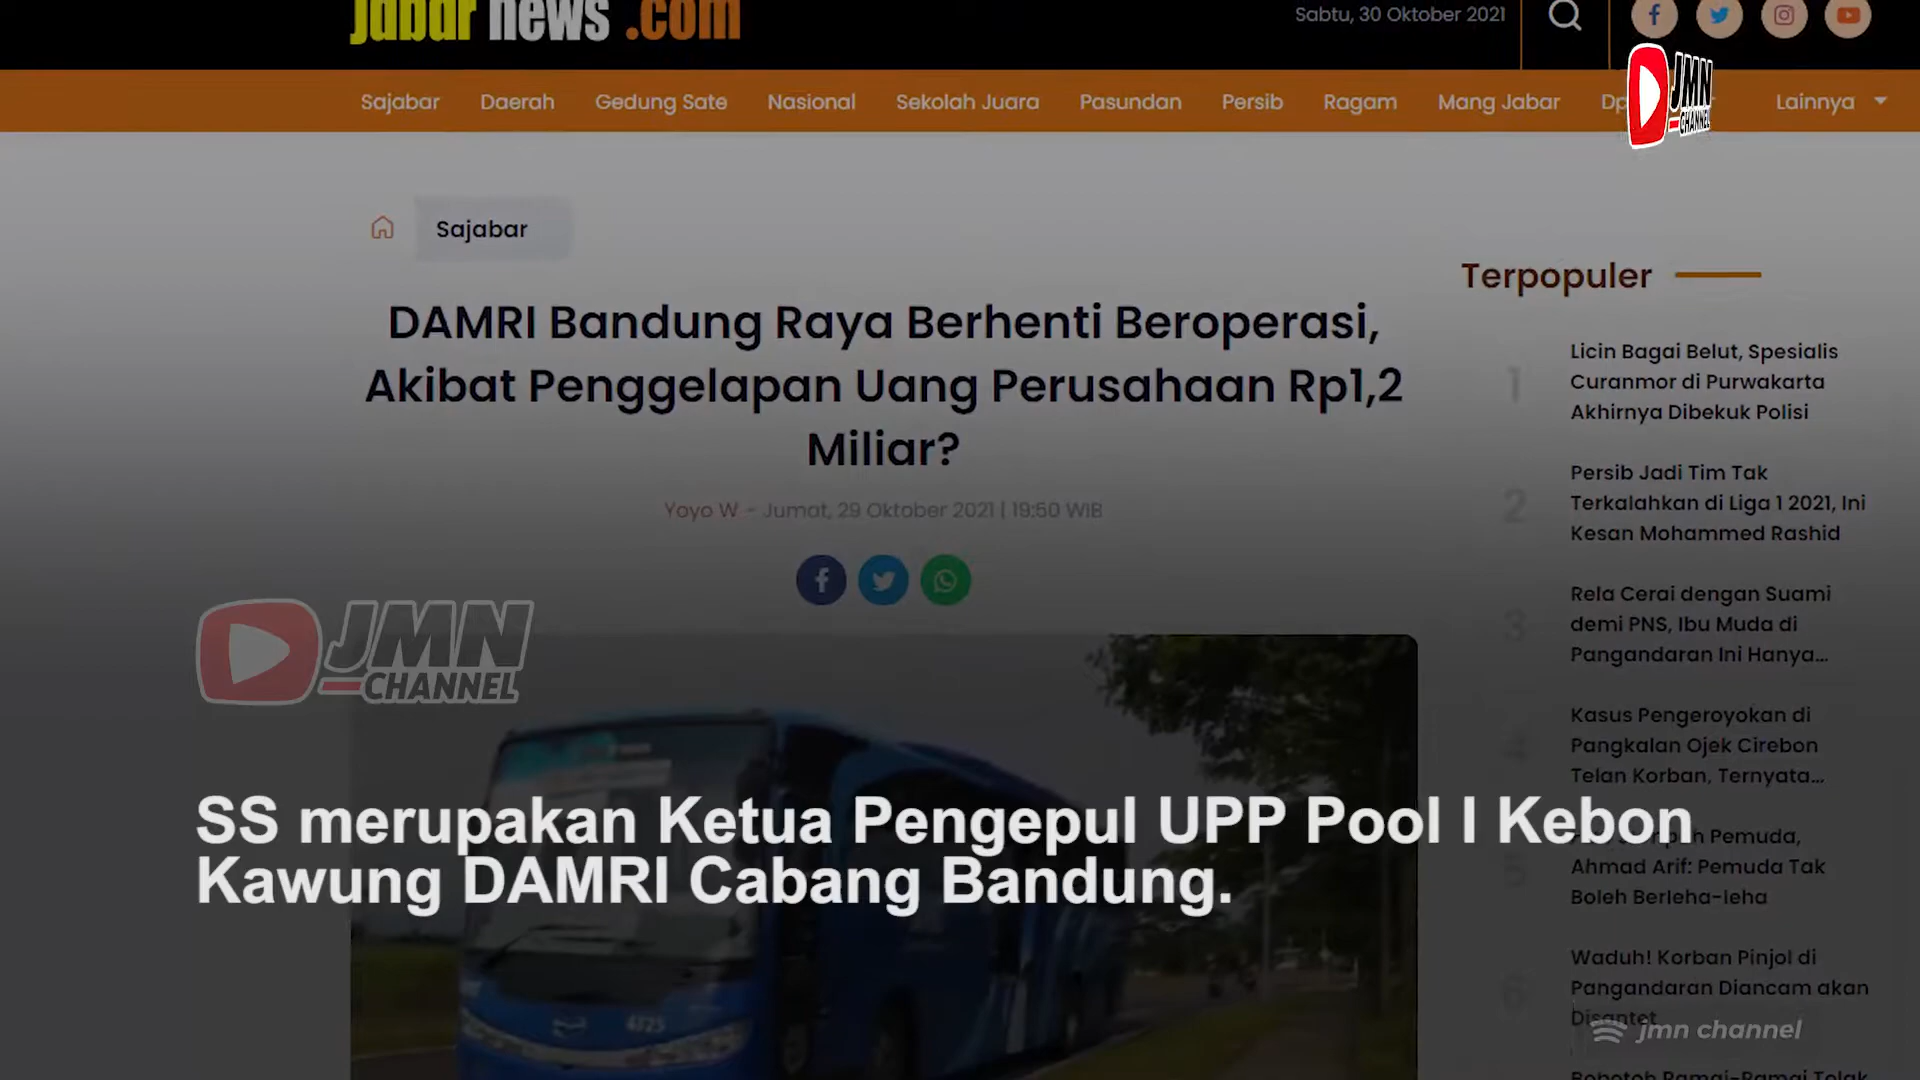 Jabar news .com
Sabtu, 30 Oktober 2021
JMN
CHANNEL
Sajabar Daerah Gedung Sate Nasional Sekolah Juara Pasundan Persib Ragam Mang Jabar Lainnya
Sajabar
DAMRI Bandung Raya Berhenti Beroperasi,
Akibat Penggelapan Uang Perusahaan Rp1,2
Miliar?
Yoyo W - Jumat, 29 Oktober 2021 | 19:50 WIB
JMN
CHANNEL
SS merupakan Ketua Pengepul UPP Pool I Kebon
Kawung DAMRI Cabang Bandung.
4725
Terpopuler
1
Licin Bagai Belut, Spesialis
Curanmor di Purwakarta
Akhirnya Dibekuk Polisi
2
Persib Jadi Tim Tak
Terkalahkan di Liga 1 2021, Ini
Kesan Mohammed Rashid
3
Rela Cerai dengan Suami
demi PNS, Ibu Muda di
Pangandaran Ini Hanya...
4
Kasus Pengeroyokan di
Pangkalan Ojek Cirebon
Telan Korban, Ternyata...
5
Pemuda,
Ahmad Arif: Pemuda Tak
Boleh Berleha-leha
6
Waduh! Korban Pinjol di
Pangandaran Diancam akan
Disantet
jmn channel